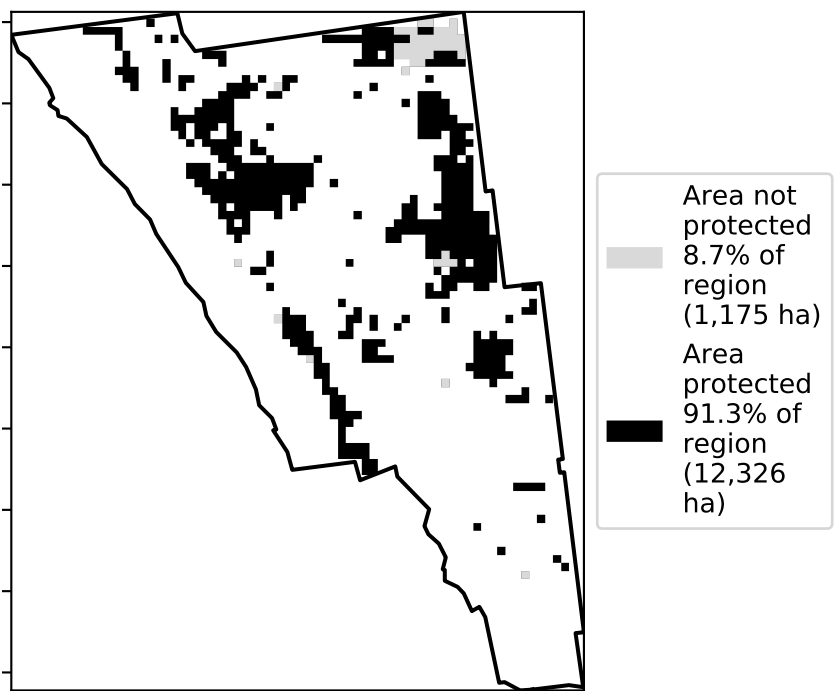 Area not
protected
8.7% of
region
(1,175 ha)
Area
protected
91.3% of
region
(12,326
ha)